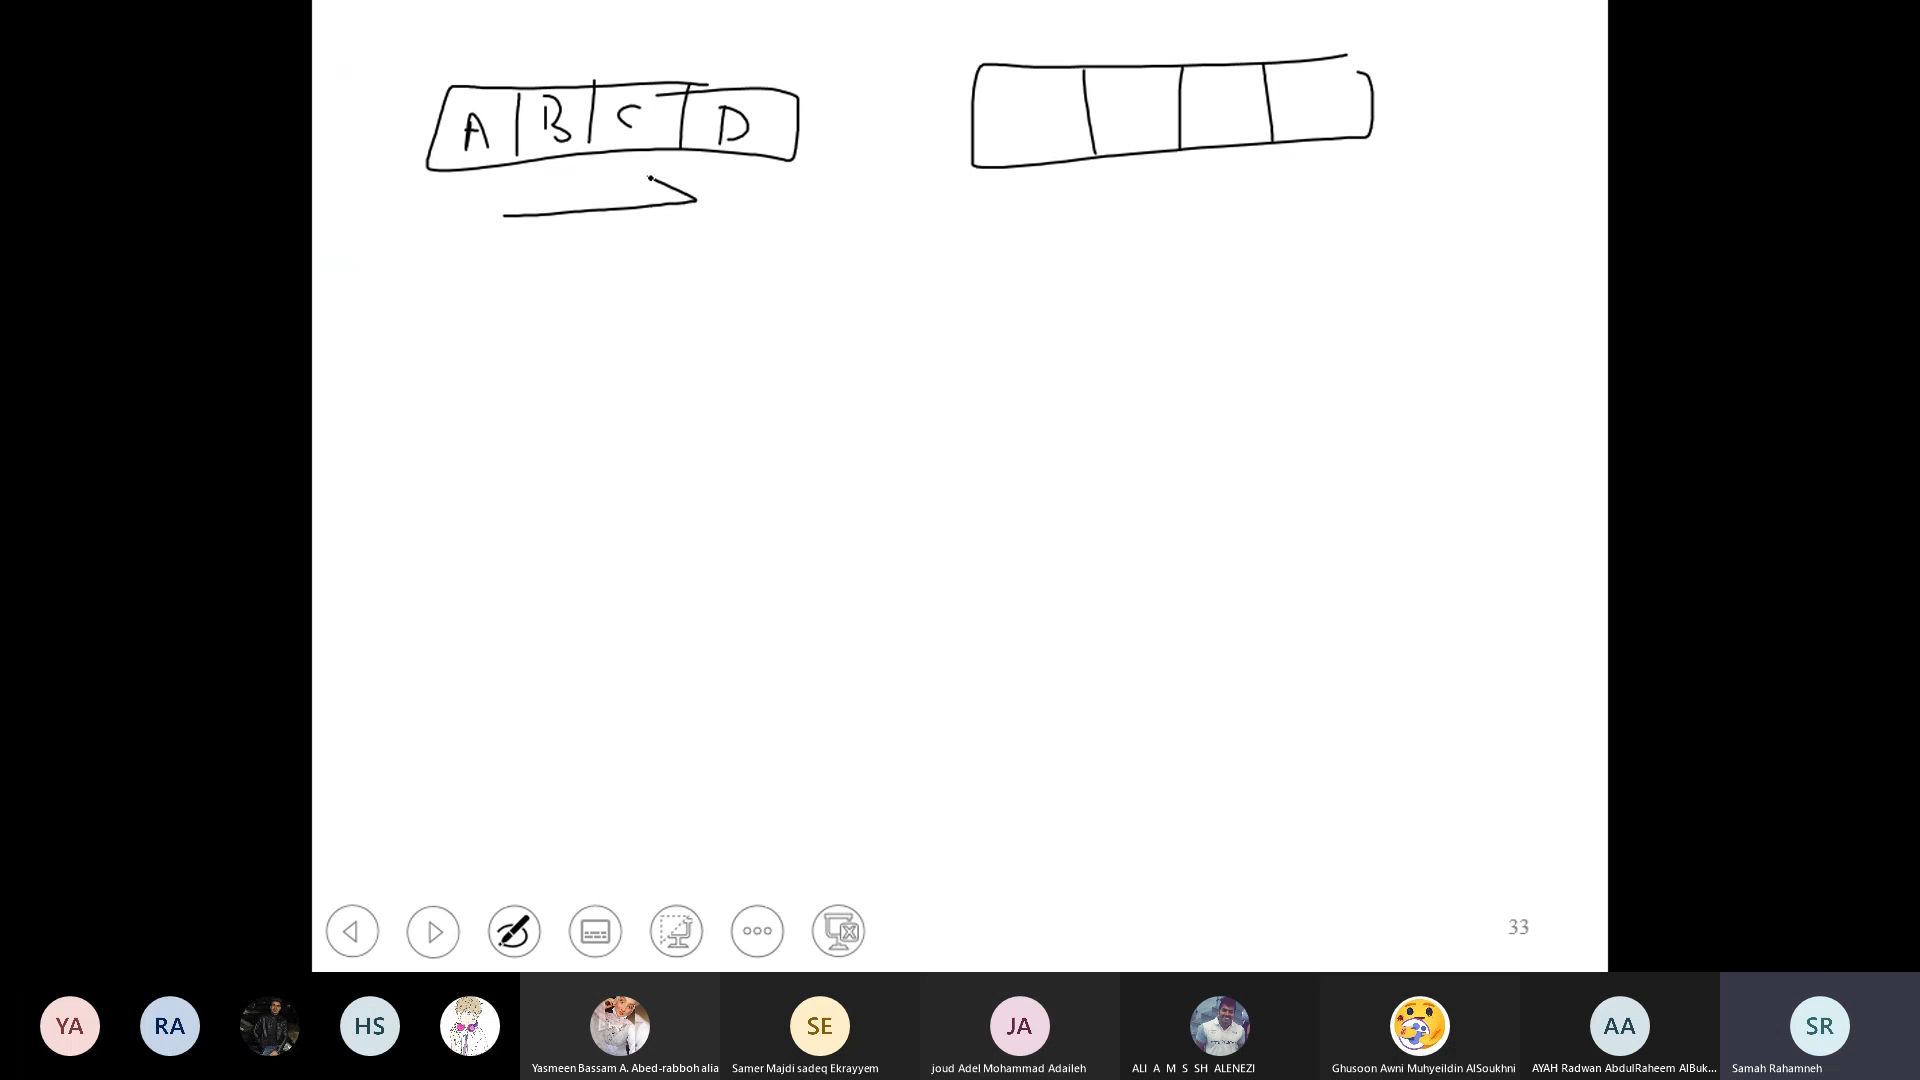 A B C D
33
YA RA HS SE JA AA SR
Yasmeen Bassam A. Abed-rabboh alia Samer Majdi sadeq Ekrayyem joud Adel Mohammad Adaileh ALI A M S SH ALENEZI Ghusoon Awni Muhyeildin AlSoukhni AYAH Radwan AbdulRaheem AlBuk... Samah Rahamneh